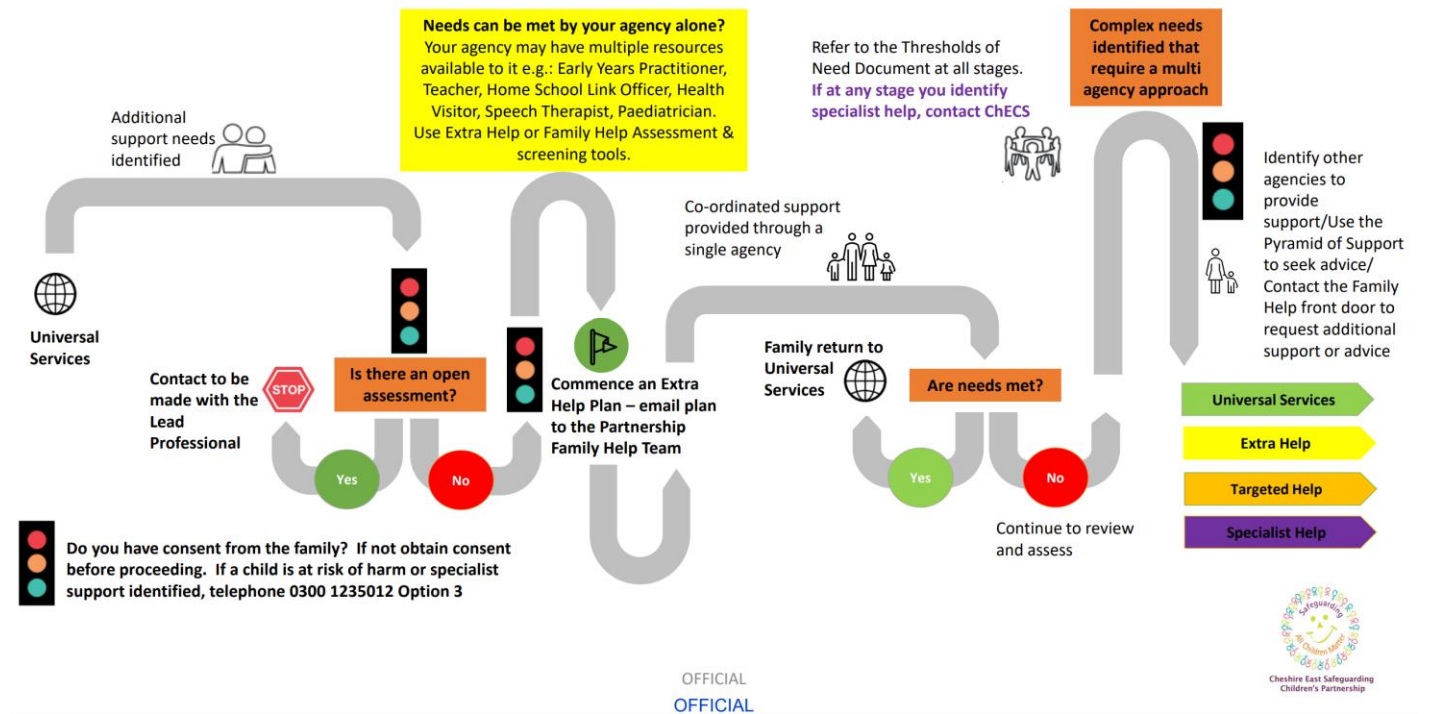 Needs can be met by your agency alone?
Your agency may have multiple resources
available to it e.g.: Early Years Practitioner,
Teacher, Home School Link Officer, Health
Visitor, Speech Therapist, Paediatrician.
Use Extra Help or Family Help Assessment &
screening tools.
Refer to the Thresholds of
Need Document at all stages.
If at any stage you identify
specialist help, contact ChECS
Complex needs
identified that
require a multi
agency approach
Additional
support needs
identified
Identify other
agencies to
provide
support/Use the
Pyramid of Support
to seek advice/
Contact the Family
Help front door to
request additional
support or advice
Co-ordinated support
provided through a
single agency
Universal
Services
Contact to be
made with the
Lead
Professional
STOP
Is there an open
assessment?
Yes
No
Commence an Extra
Help Plan – email plan
to the Partnership
Family Help Team
Family return to
Universal
Services
Are needs met?
Yes
No
Continue to review
and assess
Universal Services
Extra Help
Targeted Help
Specialist Help
Do you have consent from the family? If not obtain consent
before proceeding. If a child is at risk of harm or specialist
support identified, telephone 0300 1235012 Option 3
Safeguarding
All Children Matter
Cheshire East Safeguarding
Children's Partnership
OFFICIAL
OFFICIAL